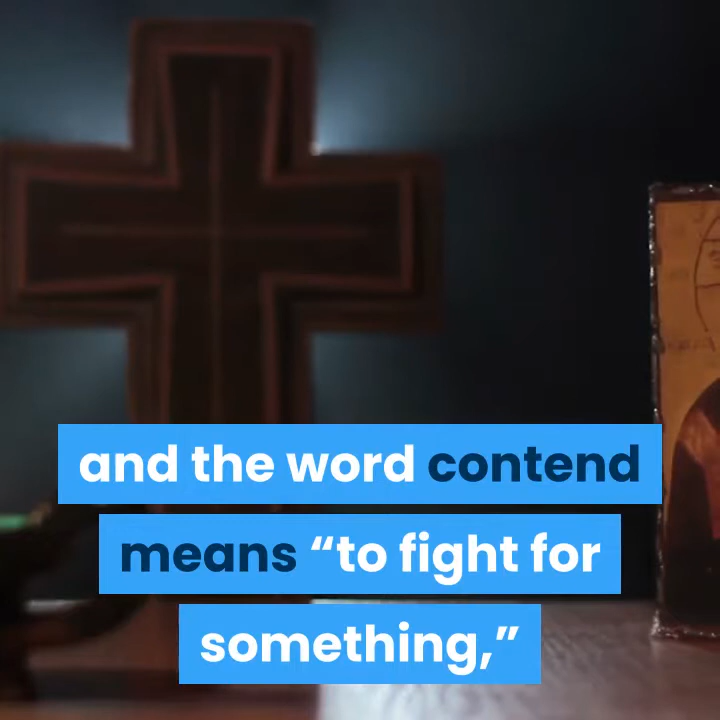 and the word contend
means “to fight for
something,”